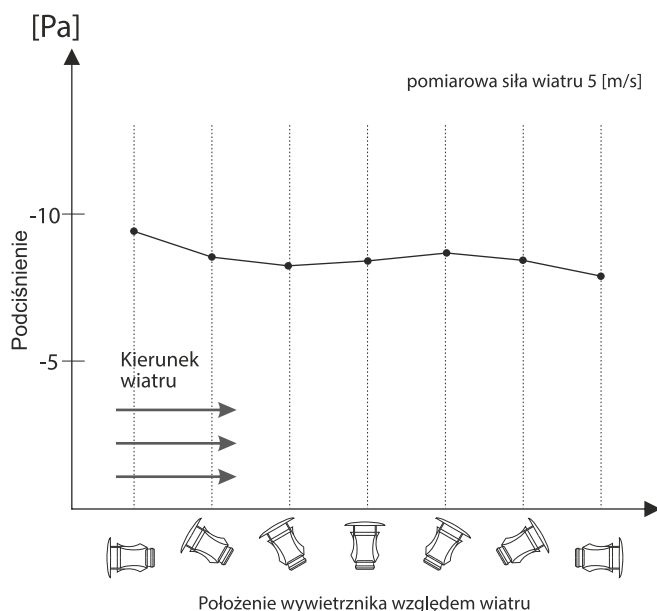 [Pa]
pomiarowa siła wiatru 5 [m/s]
-10
Podciśnienie
-5
Kierunek
wiatru
Położenie wywietrznika względem wiatru